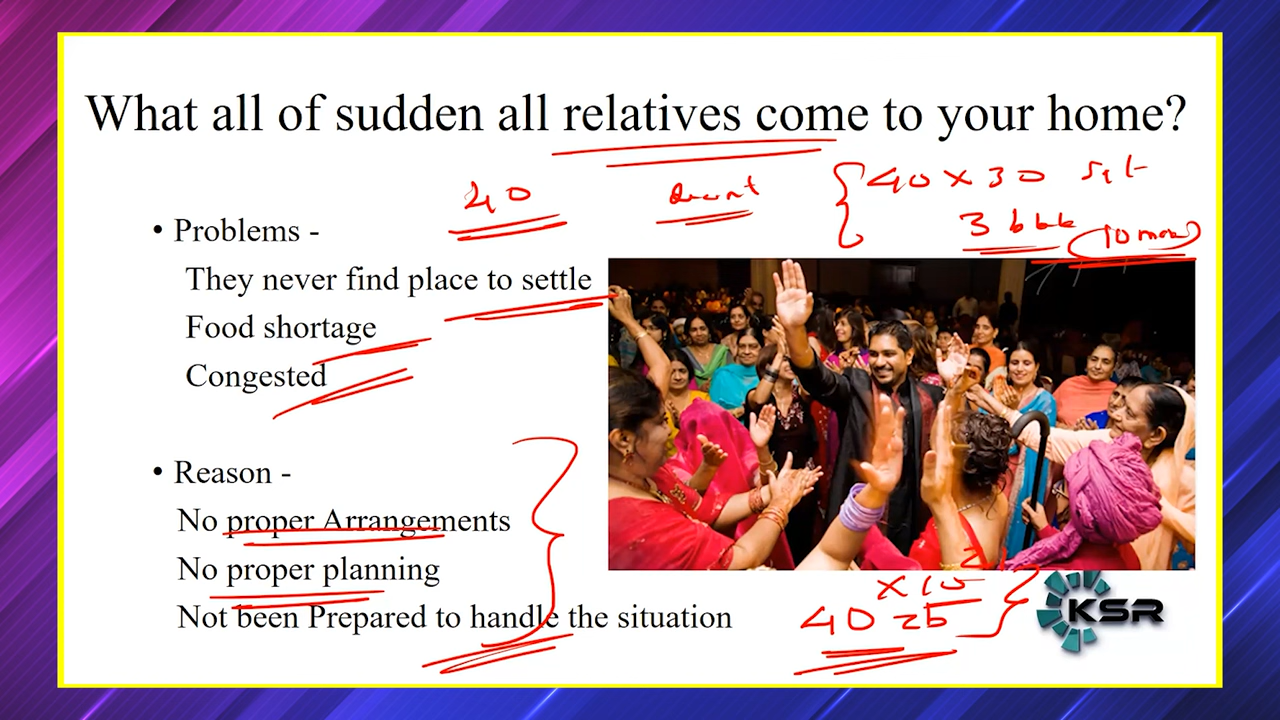 What all of sudden all relatives come to your home?
40
40 x 30
3
• Problems -
They never find place to settle
Food shortage
Congested
• Reason -
No proper Arrangements
No proper planning
Not been Prepared to handle the situation
40
KSR